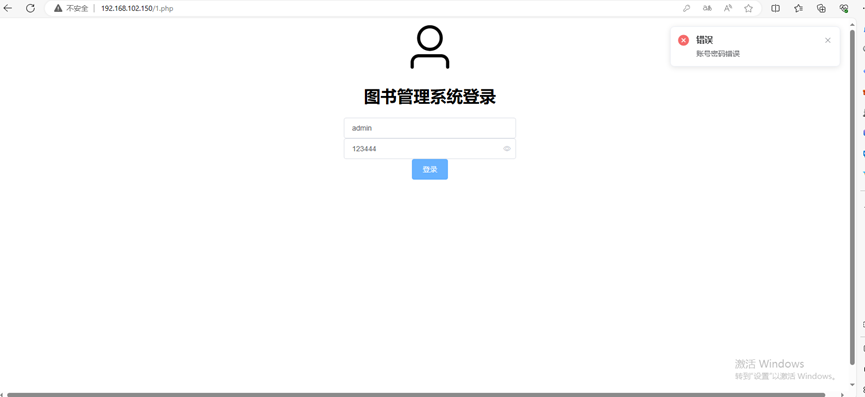 不安全 192.168.102.150/1.php
错误
账号密码错误
图书管理系统登录
admin
123444
登录
激活 Windows
转到"设置"以激活 Windows。